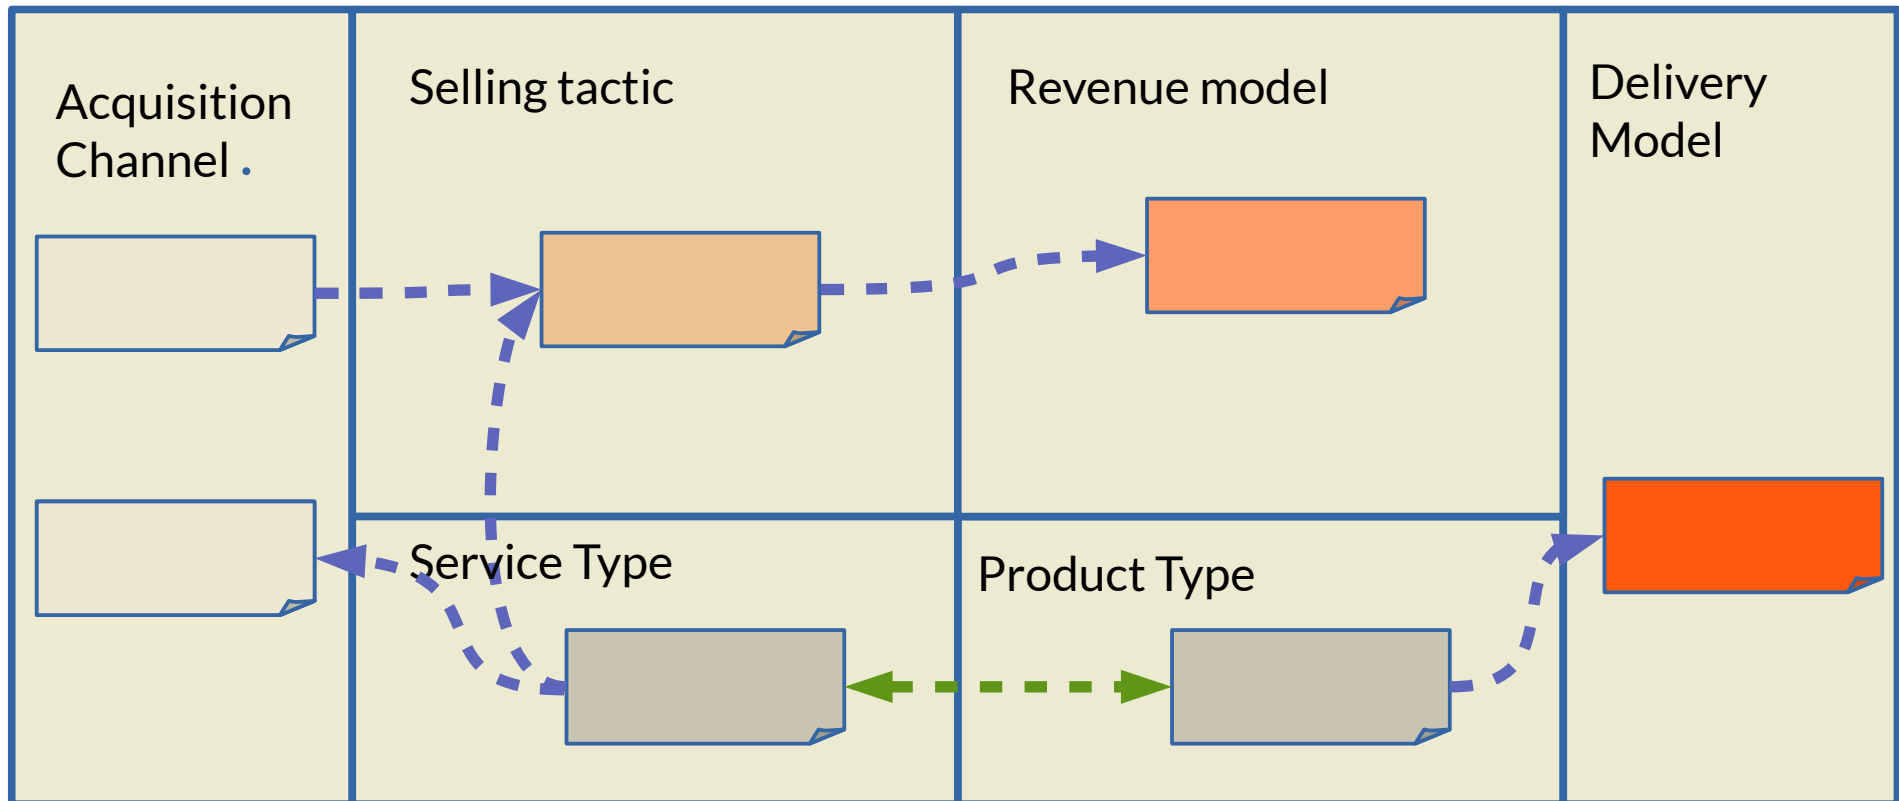 Acquisition
Channel .
Selling tactic
Revenue model
Delivery
Model
Service Type
Product Type